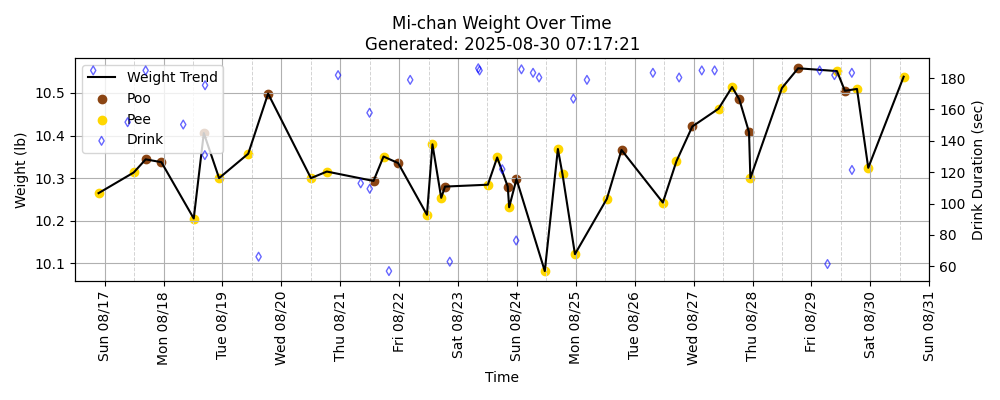 Mi-chan Weight Over Time
Generated: 2025-08-30 07:17:21
Weight Trend
Poo
Pee
Drink
Weight (lb)
10.5
10.4
10.3
10.2
10.1
Drink Duration (sec)
180
160
140
120
100
80
60
Sun 08/17
Mon 08/18
Tue 08/19
Wed 08/20
Thu 08/21
Fri 08/22
Sat 08/23
Sun 08/24
Mon 08/25
Tue 08/26
Wed 08/27
Thu 08/28
Fri 08/29
Sat 08/30
Sun 08/31
Time